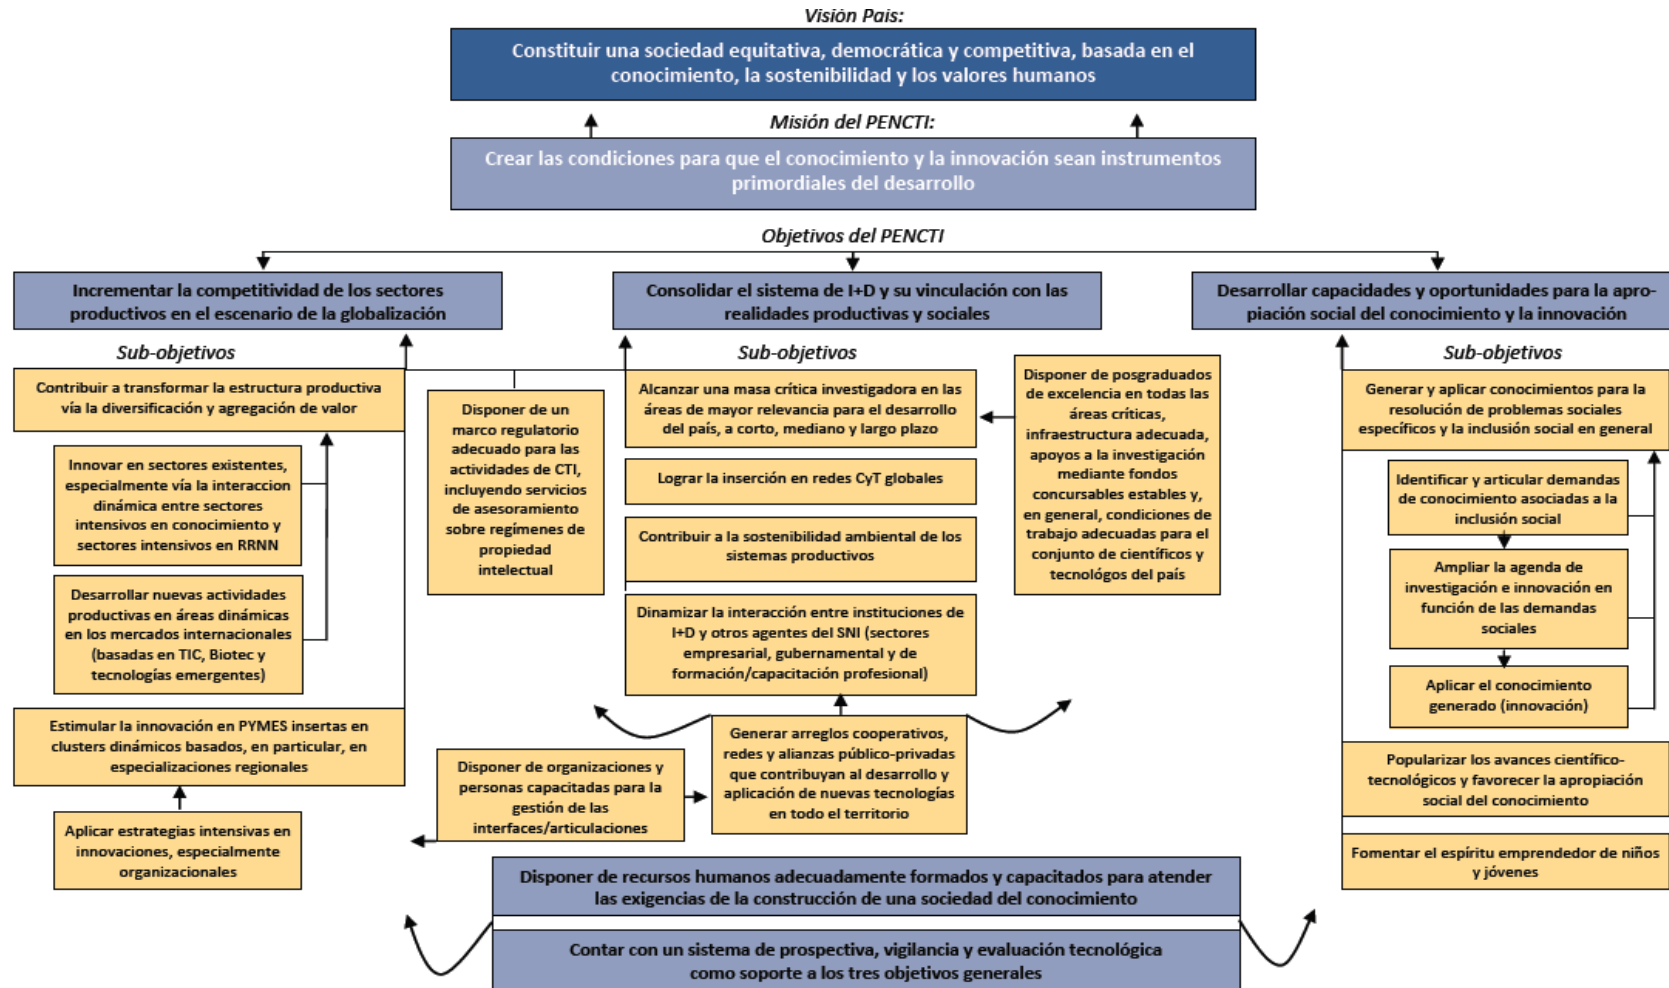 Visión País:
Constituir una sociedad equitativa, democrática y competitiva, basada en el
conocimiento, la sostenibilidad y los valores humanos
Misión del PENCTI:
Crear las condiciones para que el conocimiento y la innovación sean instrumentos
primordiales del desarrollo
Objetivos del PENCTI
Incrementar la competitividad de los sectores
productivos en el escenario de la globalización
Sub-objetivos
Contribuir a transformar la estructura productiva
vía la diversificación y agregación de valor
Innovar en sectores existentes,
especialmente vía la interaccion
dinámica entre sectores
intensivos en conocimiento y
sectores intensivos en RRNN
Desarrollar nuevas actividades
productivas en áreas dinámicas
en los mercados internacionales
(basadas en TIC, Biotec y
tecnologías emergentes)
Estimular la innovación en PYMES insertas en
clusters dinámicos basados, en particular, en
especializaciones regionales
Aplicar estrategias intensivas en
innovaciones, especialmente
organizacionales
Disponer de un
marco regulatorio
adecuado para las
actividades de CTI,
incluyendo servicios
de asesoramiento
sobre regímenes de
propiedad
intelectual
Consolidar el sistema de I+D y su vinculación con las
realidades productivas y sociales
Sub-objetivos
Alcanzar una masa crítica investigadora en las
áreas de mayor relevancia para el desarrollo
del país, a corto, mediano y largo plazo
Lograr la inserción en redes CyT globales
Contribuir a la sostenibilidad ambiental de los
sistemas productivos
Dinamizar la interacción entre instituciones de
I+D y otros agentes del SNI (sectores
empresarial, gubernamental y de
formación/capacitación profesional)
Disponer de posgraduados
de excelencia en todas las
áreas críticas,
infraestructura adecuada,
apoyos a la investigación
mediante fondos
concursables estables y,
en general, condiciones de
trabajo adecuadas para el
conjunto de científicos y
tecnológos del país
Disponer de organizaciones y
personas capacitadas para la
gestión de las
interfaces/articulaciones
Generar arreglos cooperativos,
redes y alianzas público-privadas
que contribuyan al desarrollo y
aplicación de nuevas tecnologías
en todo el territorio
Desarrollar capacidades y oportunidades para la apro-
piación social del conocimiento y la innovación
Sub-objetivos
Generar y aplicar conocimientos para la
resolución de problemas sociales
específicos y la inclusión social en general
Identificar y articular demandas
de conocimiento asociadas a la
inclusión social
Ampliar la agenda de
investigación e innovación en
función de las demandas
sociales
Aplicar el conocimiento
generado (innovación)
Popularizar los avances científico-
tecnológicos y favorecer la apropiación
social del conocimiento
Fomentar el espíritu emprendedor de niños
y jóvenes
Disponer de recursos humanos adecuadamente formados y capacitados para atender
las exigencias de la construcción de una sociedad del conocimiento
Contar con un sistema de prospectiva, vigilancia y evaluación tecnológica
como soporte a los tres objetivos generales